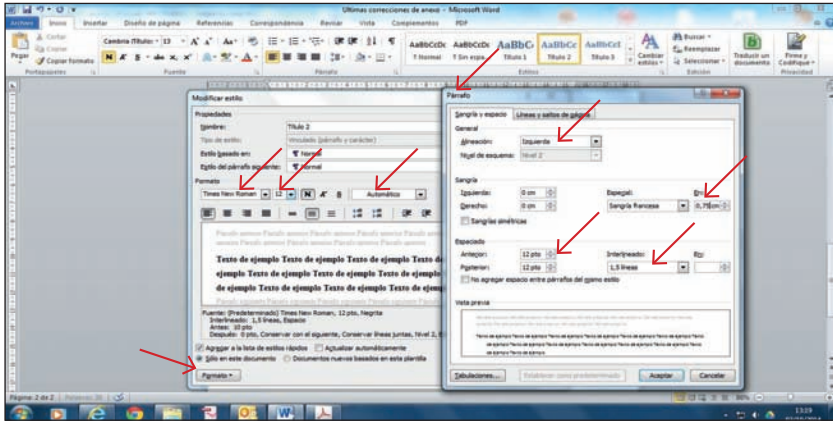 Ultimas correcciones de anexo - Microsoft Word
Archivo Inicio Insertar Diseño de página Referencias Correspondencia Revisar Vista Complementos PDF
Cortar
Copiar
Copiar formato
Pegar
Portapapeles
Cambria (Títulos) 13
Fuente
Párrafo
AaBbCcDc AaBbCcDc AaBbC AaBbCc AaBbCcI
¶ Normal ¶ Sin espa... Título 1 Título 2 Título 3
Cambiar estilos
Estilos
Buscar
Reemplazar
Seleccionar
Edición
Traducir un documento
Firma y Codifique
Privacidad
Modificar estilo
Propiedades
Nombre: Título 2
Tipo de estilo: Vinculado (párrafo y carácter)
Estilo basado en: ¶ Normal
Estilo del párrafo siguiente: ¶ Normal
Formato
Times New Roman 12 N K S Automático
Texto de ejemplo Texto de ejemplo Texto de ejemplo Texto de
ejemplo Texto de ejemplo Texto de ejemplo Texto de ejemplo
de ejemplo Texto de ejemplo Texto de ejemplo Texto de ejemplo
Fuente: (Predeterminado) Times New Roman, 12 pto, Negrita
Interlineado: 1,5 líneas, Espacio
Antes: 10 pto
Después: 0 pto, Conservar con el siguiente, Conservar líneas juntas, Nivel 2, E
Agregar a la lista de estilos rápidos Actualizar automáticamente
Sólo en este documento Documentos nuevos basados en esta plantilla
Formato
Párrafo
Sangría y espacio Líneas y saltos de página
General
Alineación: Izquierda
Nivel de esquema: Nivel 2
Sangría
Izquierda: 0 cm Especial: En:
Derecho: 0 cm Sangría francesa 0,75 cm
Sangrías simétricas
Espaciado
Anterior: 12 pto Interlineado: En:
Posterior: 12 pto 1,5 líneas
No agregar espacio entre párrafos del mismo estilo
Vista previa
Tabulaciones... Establecer como predeterminado Aceptar Cancelar
Página: 2 de 2 Palabras: 38
80%
13:19